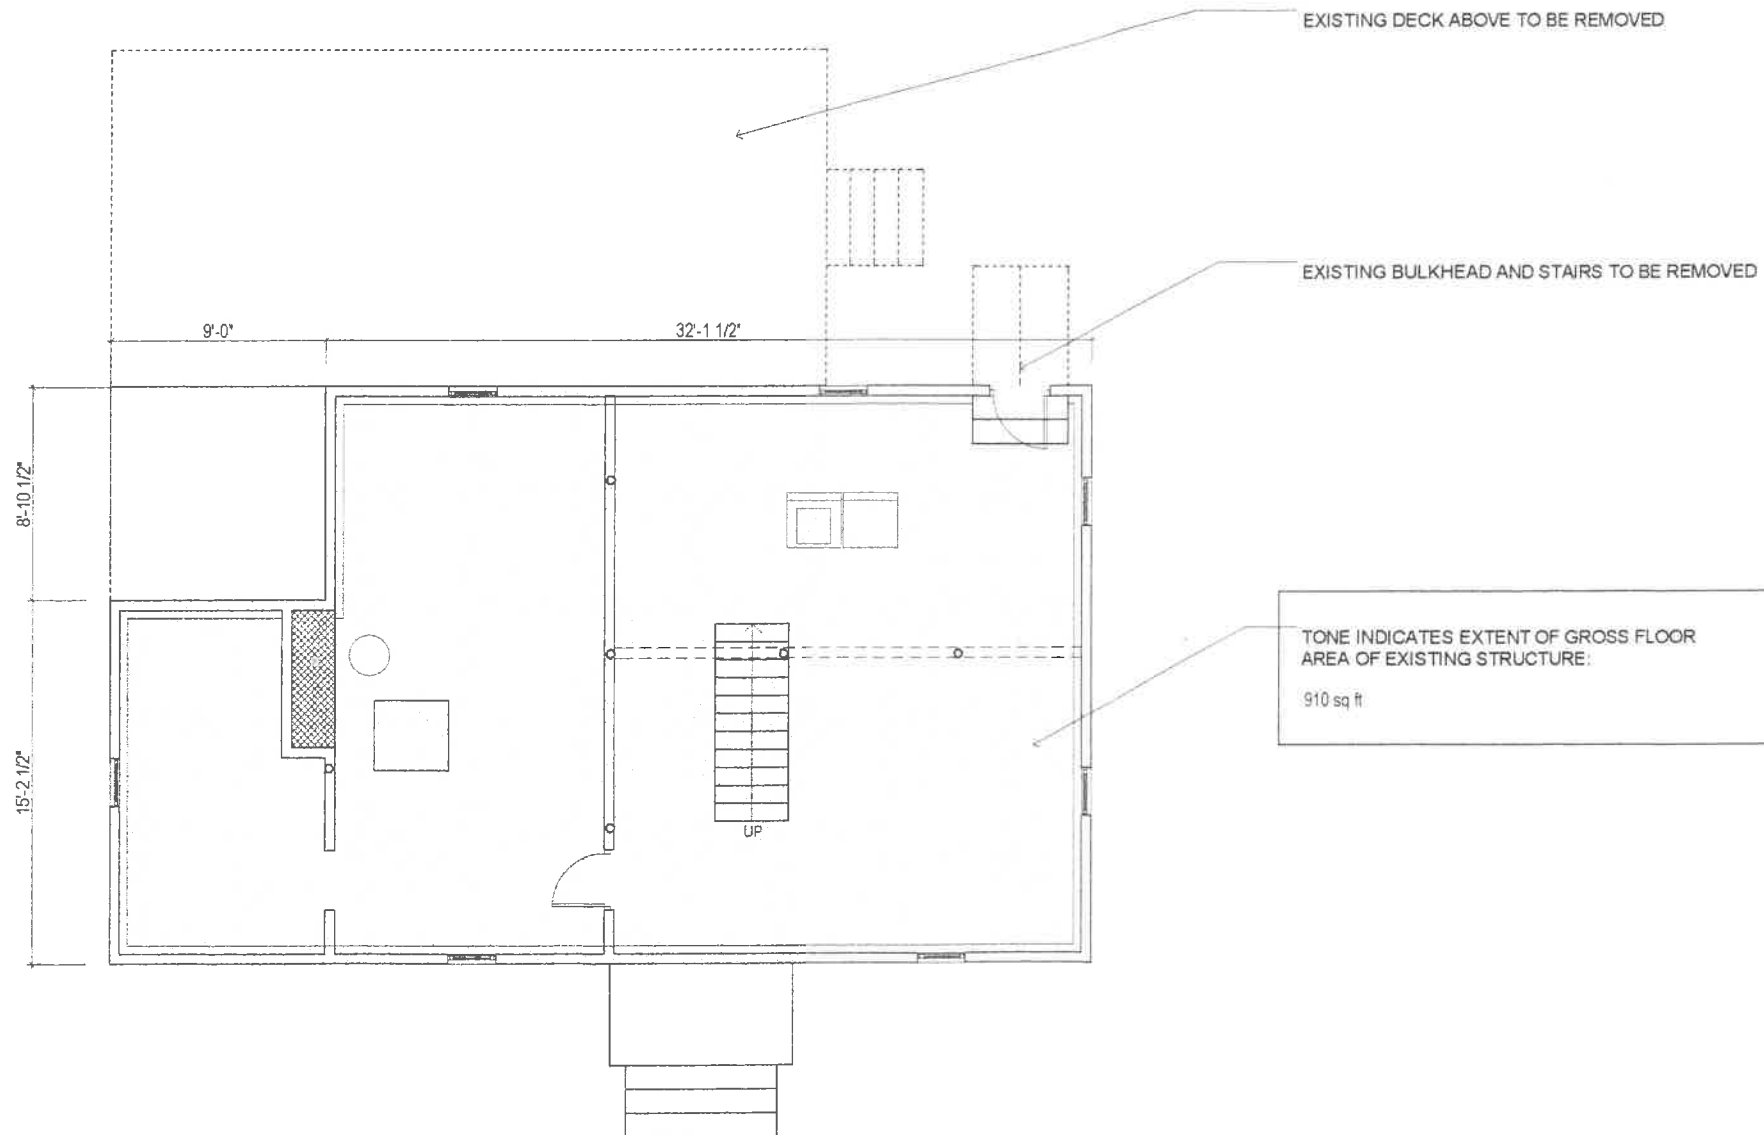 EXISTING DECK ABOVE TO BE REMOVED
EXISTING BULKHEAD AND STAIRS TO BE REMOVED
9'-0"
32'-1 1/2"
8'-10 1/2"
TONE INDICATES EXTENT OF GROSS FLOOR
AREA OF EXISTING STRUCTURE:
910 sq ft
15'-2 1/2"
UP